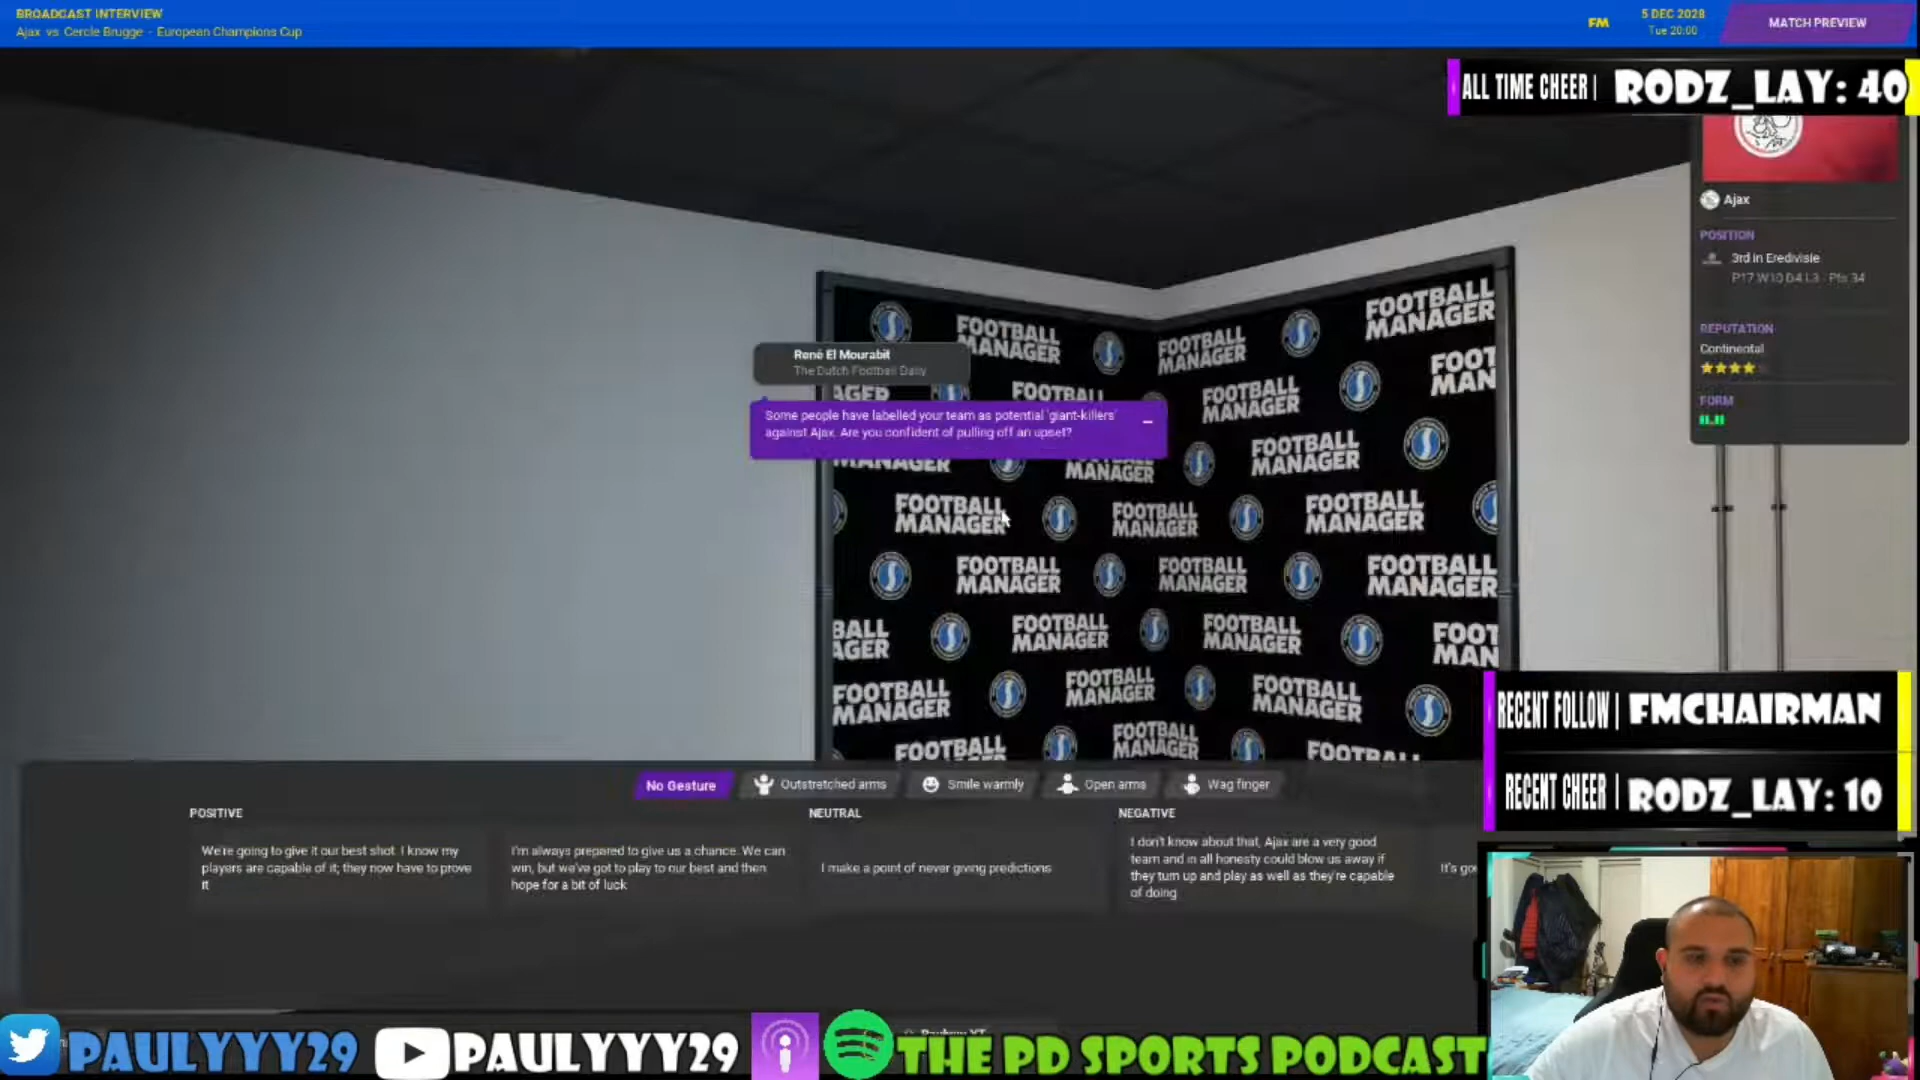 BROADCAST INTERVIEW
Ajax vs Cercle Brugge - European Champions Cup
FM
5 DEC 2028
Tue 20:00
MATCH PREVIEW
ALL TIME CHEER | RODZ_LAY: 40
Ajax
POSITION
3rd in Eredivisie
P17 W10 D4 L3 - Pts 34
REPUTATION
Continental
FORM
René El Mourabit
The Dutch Football Daily
Some people have labelled your team as potential 'giant-killers'
against Ajax. Are you confident of pulling off an upset?
FOOTBALL
MANAGER
RECENT FOLLOW | FMCHAIRMAN
RECENT CHEER | RODZ_LAY: 10
No Gesture
Outstretched arms
Smile warmly
Open arms
Wag finger
POSITIVE
We're going to give it our best shot. I know my
players are capable of it; they now have to prove
it
I'm always prepared to give us a chance. We can
win, but we've got to play to our best and then
hope for a bit of luck
NEUTRAL
I make a point of never giving predictions
NEGATIVE
I don't know about that, Ajax are a very good
team and in all honesty could blow us away if
they turn up and play as well as they're capable
of doing
It's go
PAULYYY29
PAULYYY29
THE PD SPORTS PODCAST